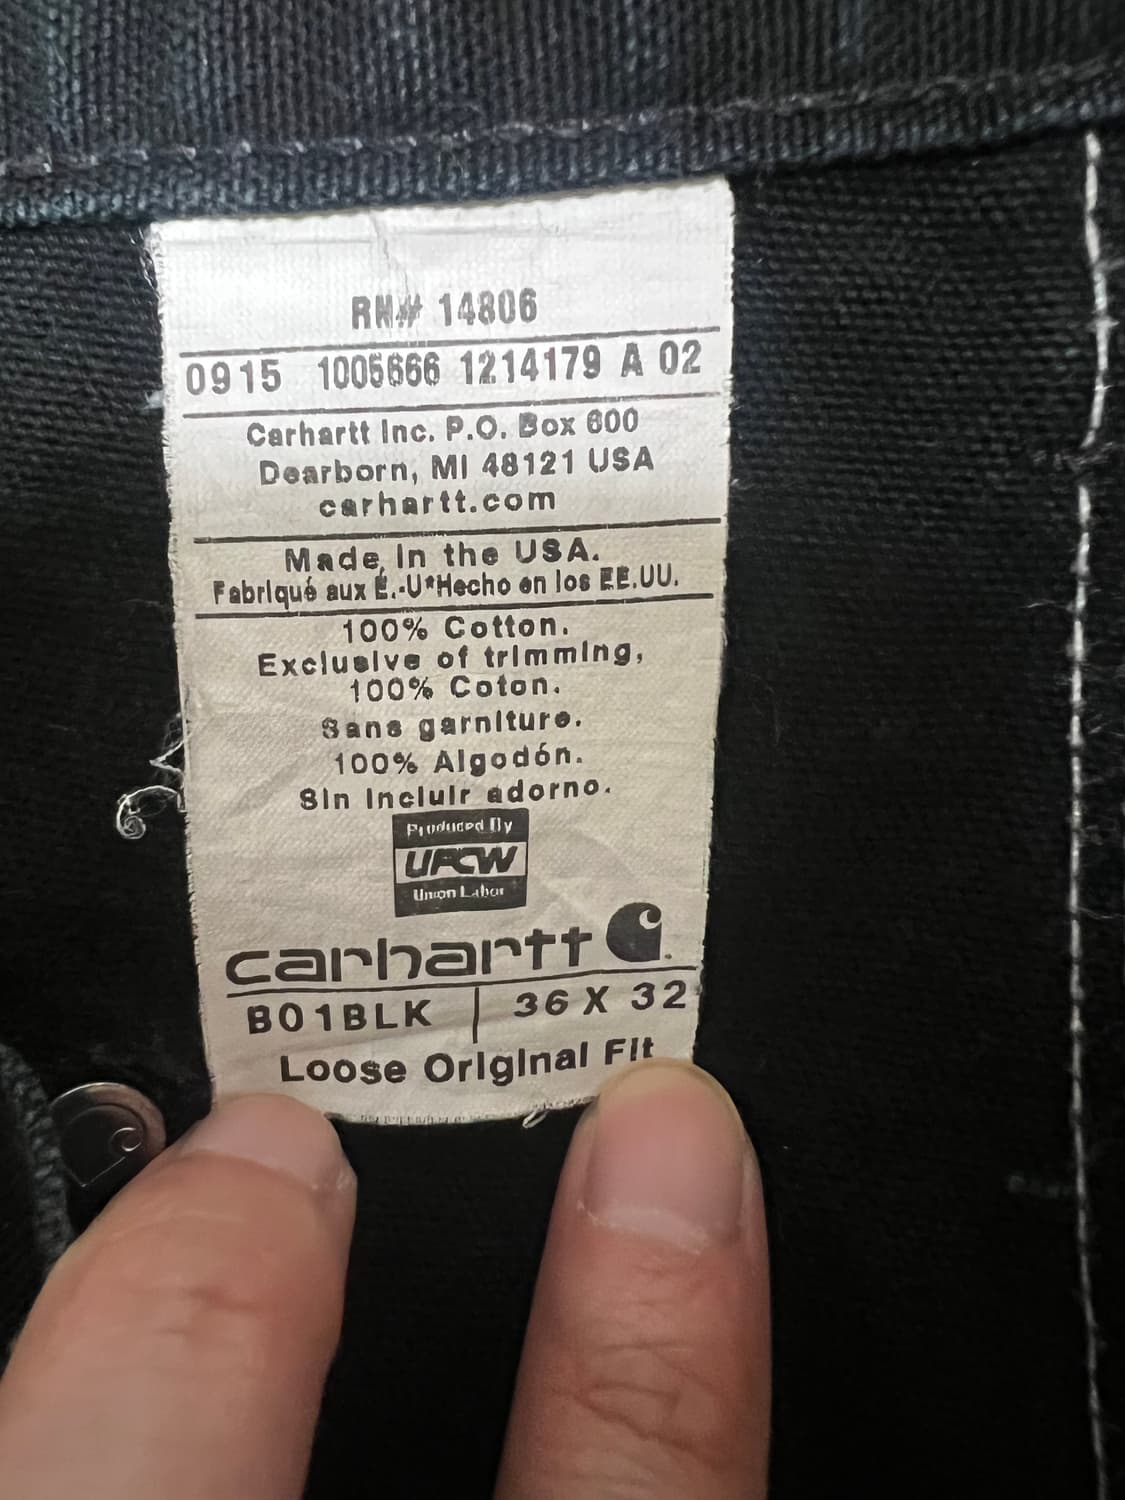 RN# 14806
0915 1005666 1214179 A 02
Carhartt Inc. P.O. Box 600
Dearborn, MI 48121 USA
carhartt.com
Made In the USA.
Fabriqué aux É.-U*Hecho en los EE.UU.
100% Cotton.
Exclusive of trimming,
100% Coton.
Sans garniture.
100% Algodón.
Sin Incluir adorno.
Produced By
UFCW
Union Labor
carhartt
B01BLK | 36 X 32
Loose Original Fit